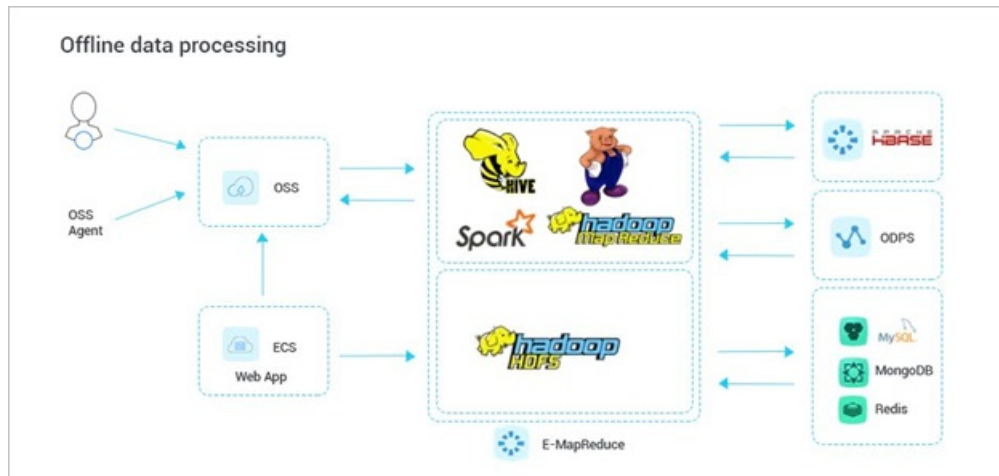 Offline data processing
OSS
Agent
OSS
ECS
Web App
HIVE
Spark
hadoop
MapReduce
hadoop
HDFS
E-MapReduce
APACHE
HBASE
ODPS
MySQL
MongoDB
Redis